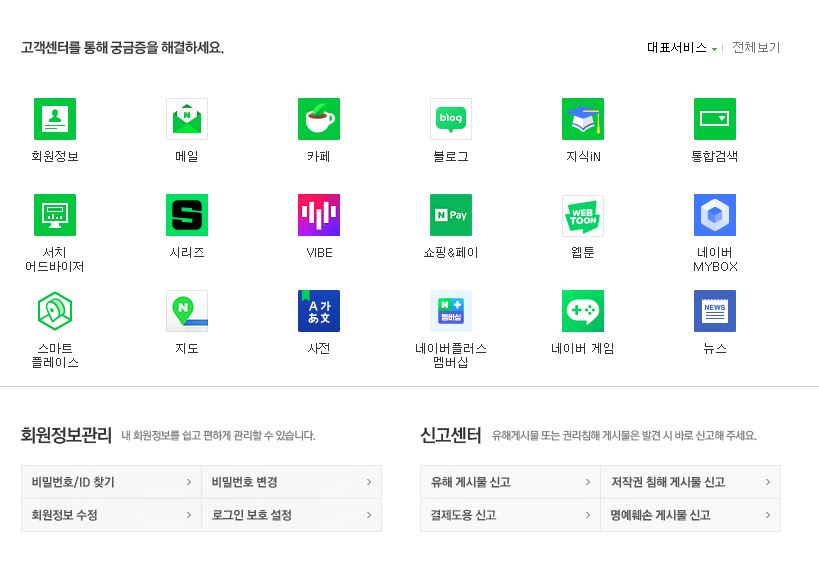 고객센터를 통해 궁금증을 해결하세요.
대표서비스 전체보기
회원정보
메일
카페
blog
블로그
지식iN
통합검색
서치
어드바이저
S
시리즈
VIBE
N Pay
쇼핑&페이
WEB
TOON
웹툰
네이버
MYBOX
스마트
플레이스
N
지도
A 가
あ 文
사전
N +
멤버십
네이버플러스
멤버십
네이버 게임
NEWS
뉴스
회원정보관리 내 회원정보를 쉽고 편하게 관리할 수 있습니다.
비밀번호/ID 찾기
비밀번호 변경
회원정보 수정
로그인 보호 설정
신고센터 유해게시물 또는 권리침해 게시물은 발견 시 바로 신고해 주세요.
유해 게시물 신고
저작권 침해 게시물 신고
결제도용 신고
명예훼손 게시물 신고